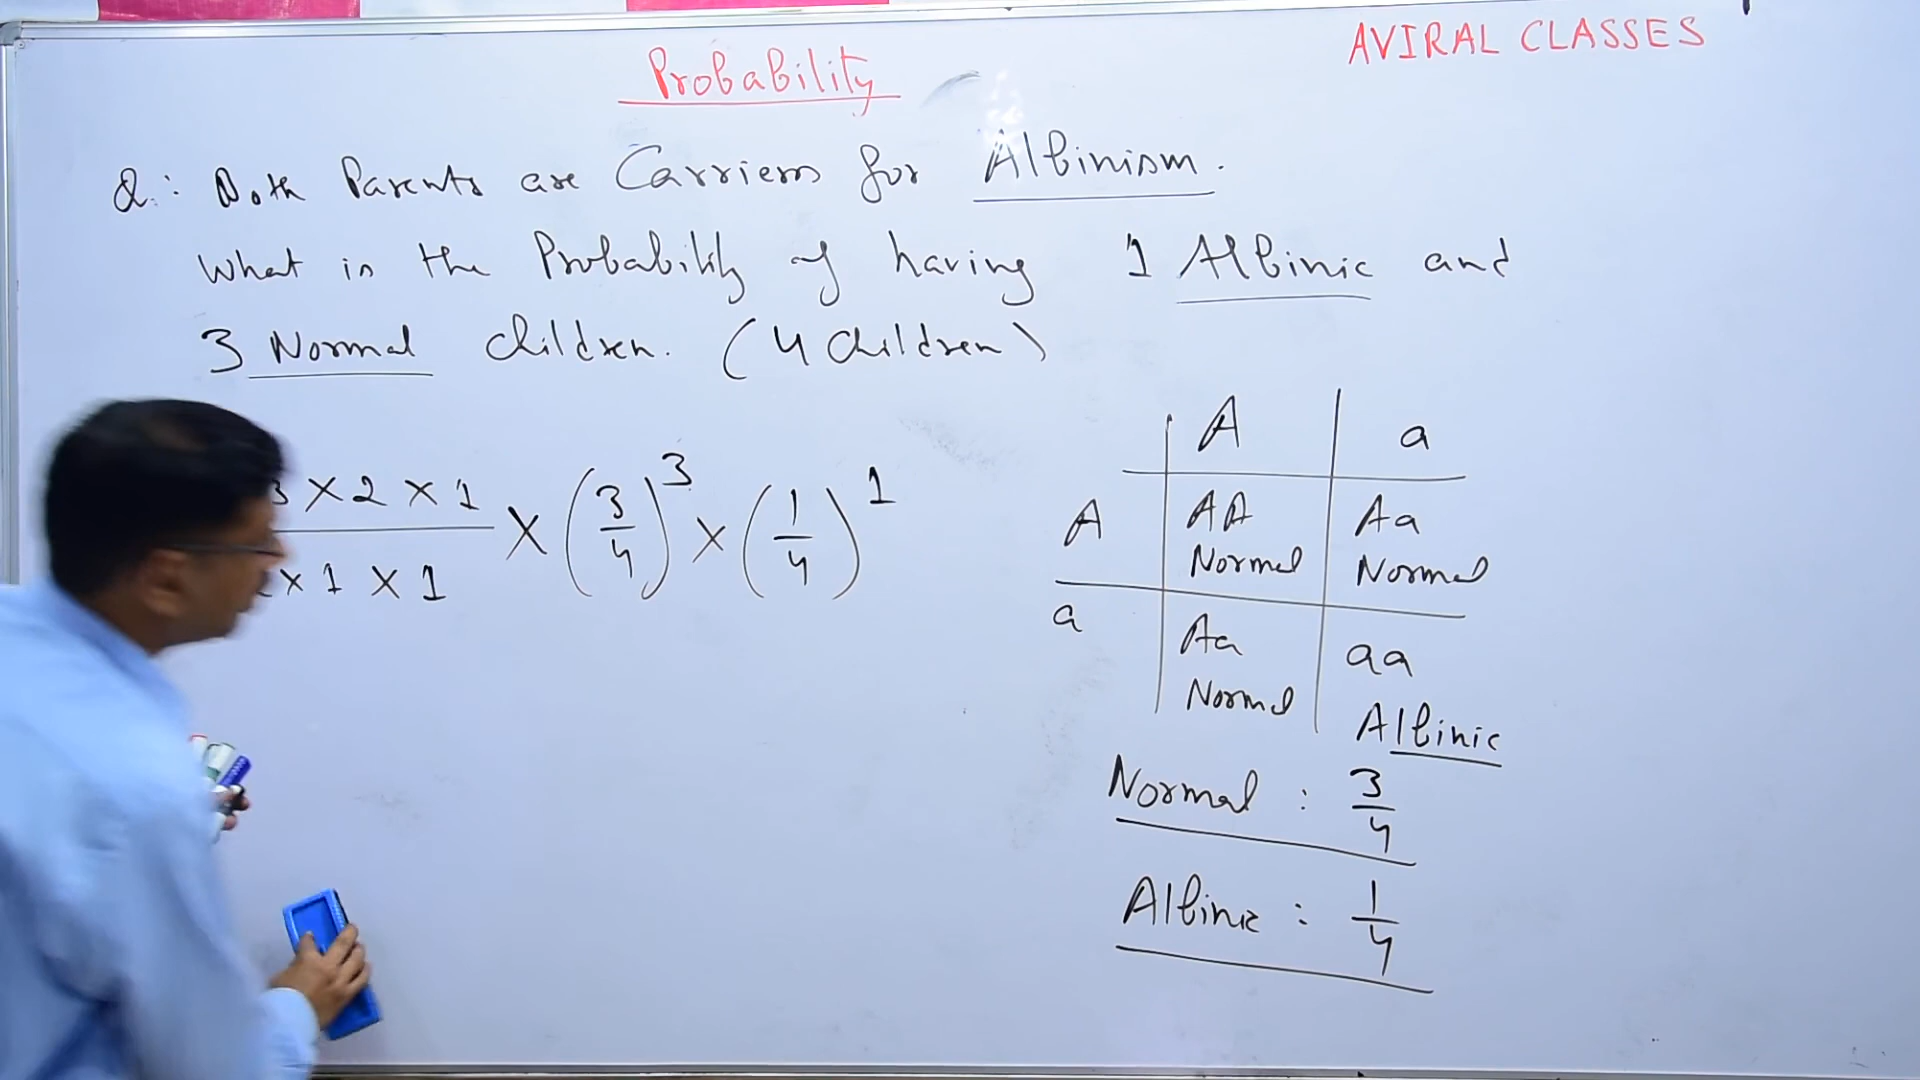 AVIRAL CLASSES
Probability
Q.: Both Parents are Carriers for Albinism.
What is the Probability of having 1 Albinic and
3 Normal children. (4 Children)
3 × 2 × 1
× 1 × 1
× (3/4)^3 × (1/4)^1
A a
A AA Aa
Normal Normal
a Aa aa
Normal Albinic
Normal : 3/4
Albinic : 1/4